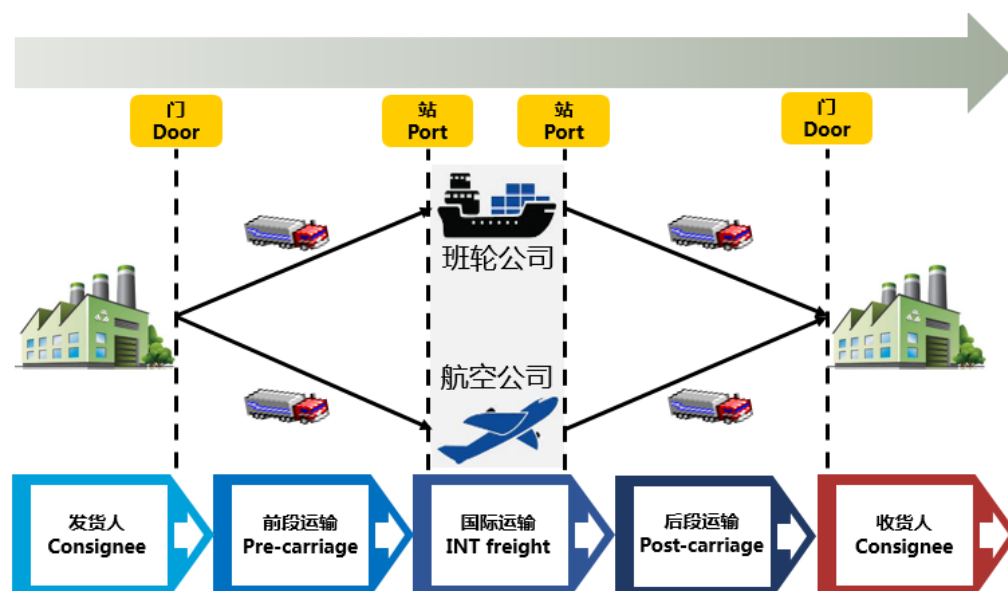 门
Door
站
Port
站
Port
门
Door
班轮公司
航空公司
发货人
Consignee
前段运输
Pre-carriage
国际运输
INT freight
后段运输
Post-carriage
收货人
Consignee